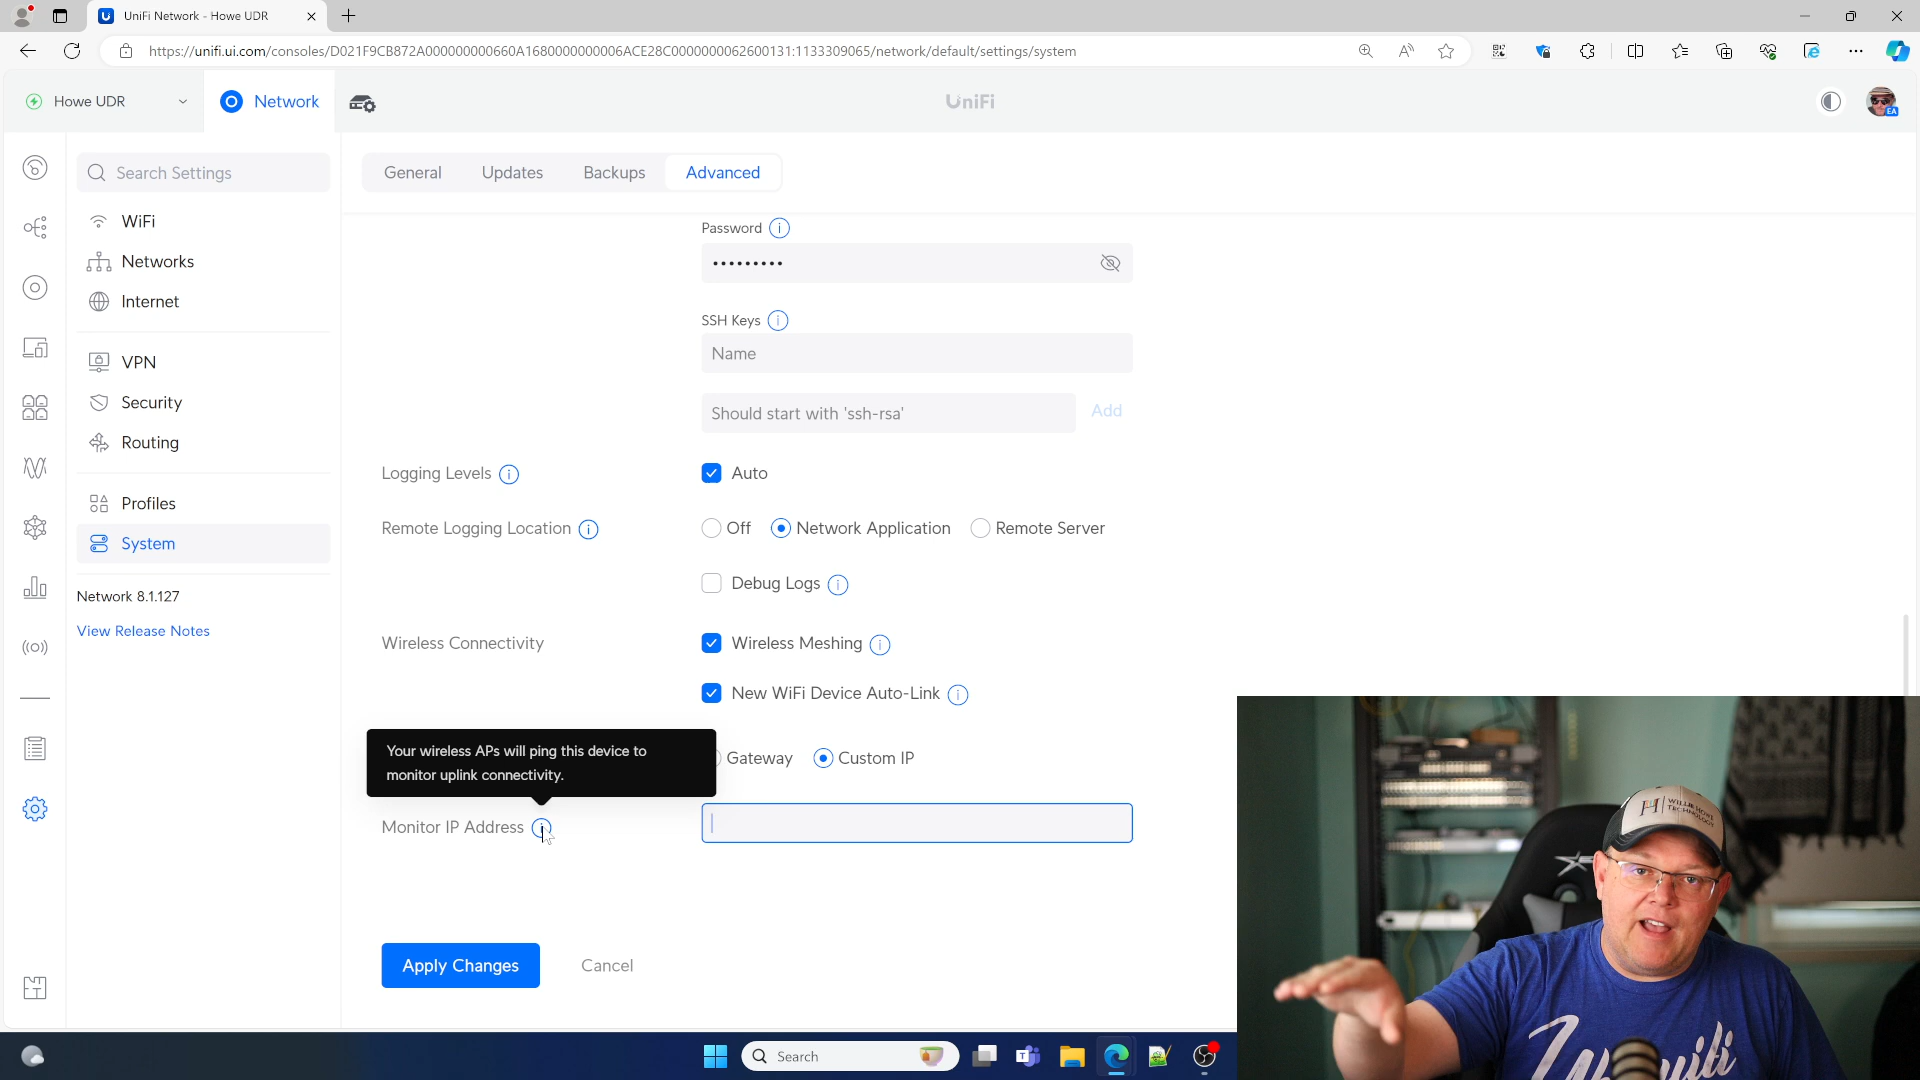 UniFi Network - Howe UDR
https://unifi.ui.com/consoles/D021F9CB872A000000000660A1680000000006ACE28C0000000062600131:1133309065/network/default/settings/system
Howe UDR
Network
UniFi
EA
Search Settings
General Updates Backups Advanced
WiFi
Networks
Internet
VPN
Security
Routing
Profiles
System
Network 8.1.127
View Release Notes
Password
•••••••••
SSH Keys
Name
Should start with 'ssh-rsa' Add
Logging Levels Auto
Remote Logging Location Off Network Application Remote Server
Debug Logs
Wireless Connectivity Wireless Meshing
New WiFi Device Auto-Link
Your wireless APs will ping this device to
monitor uplink connectivity.
Gateway Custom IP
Monitor IP Address
Apply Changes Cancel
Search
WILLIE HOWE
TECHNOLOGY